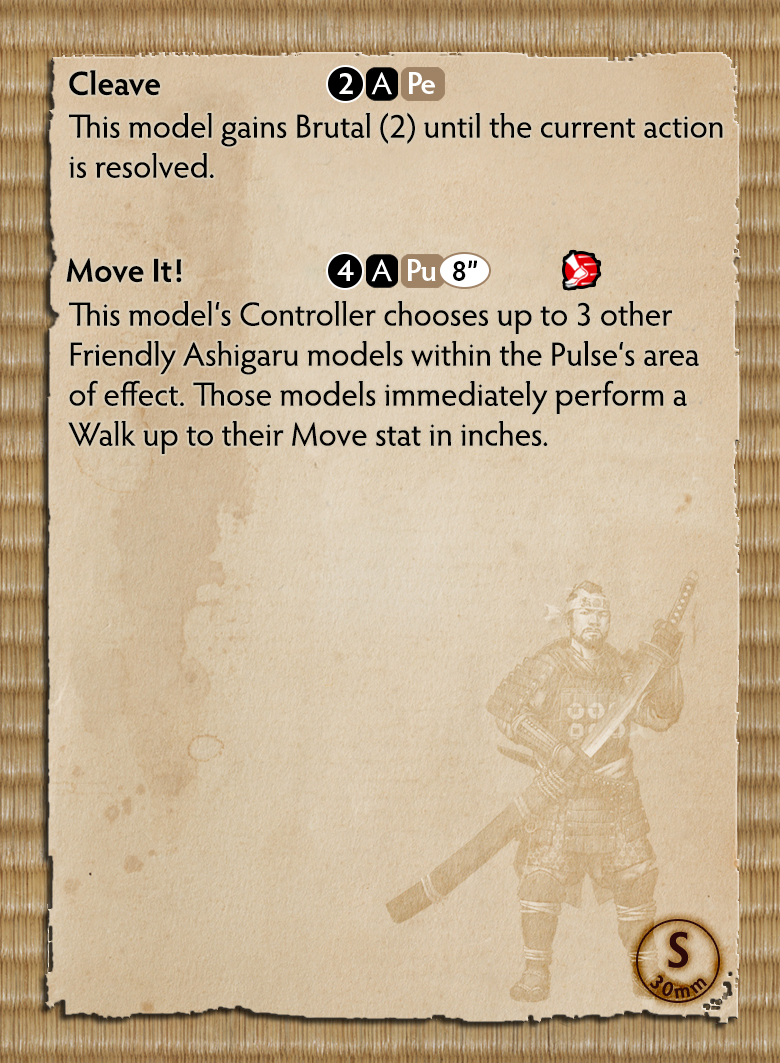 Cleave 2 A Pe
This model gains Brutal (2) until the current action
is resolved.
Move It! 4 A Pu 8"
This model's Controller chooses up to 3 other
Friendly Ashigaru models within the Pulse's area
of effect. Those models immediately perform a
Walk up to their Move stat in inches.
S
30mm